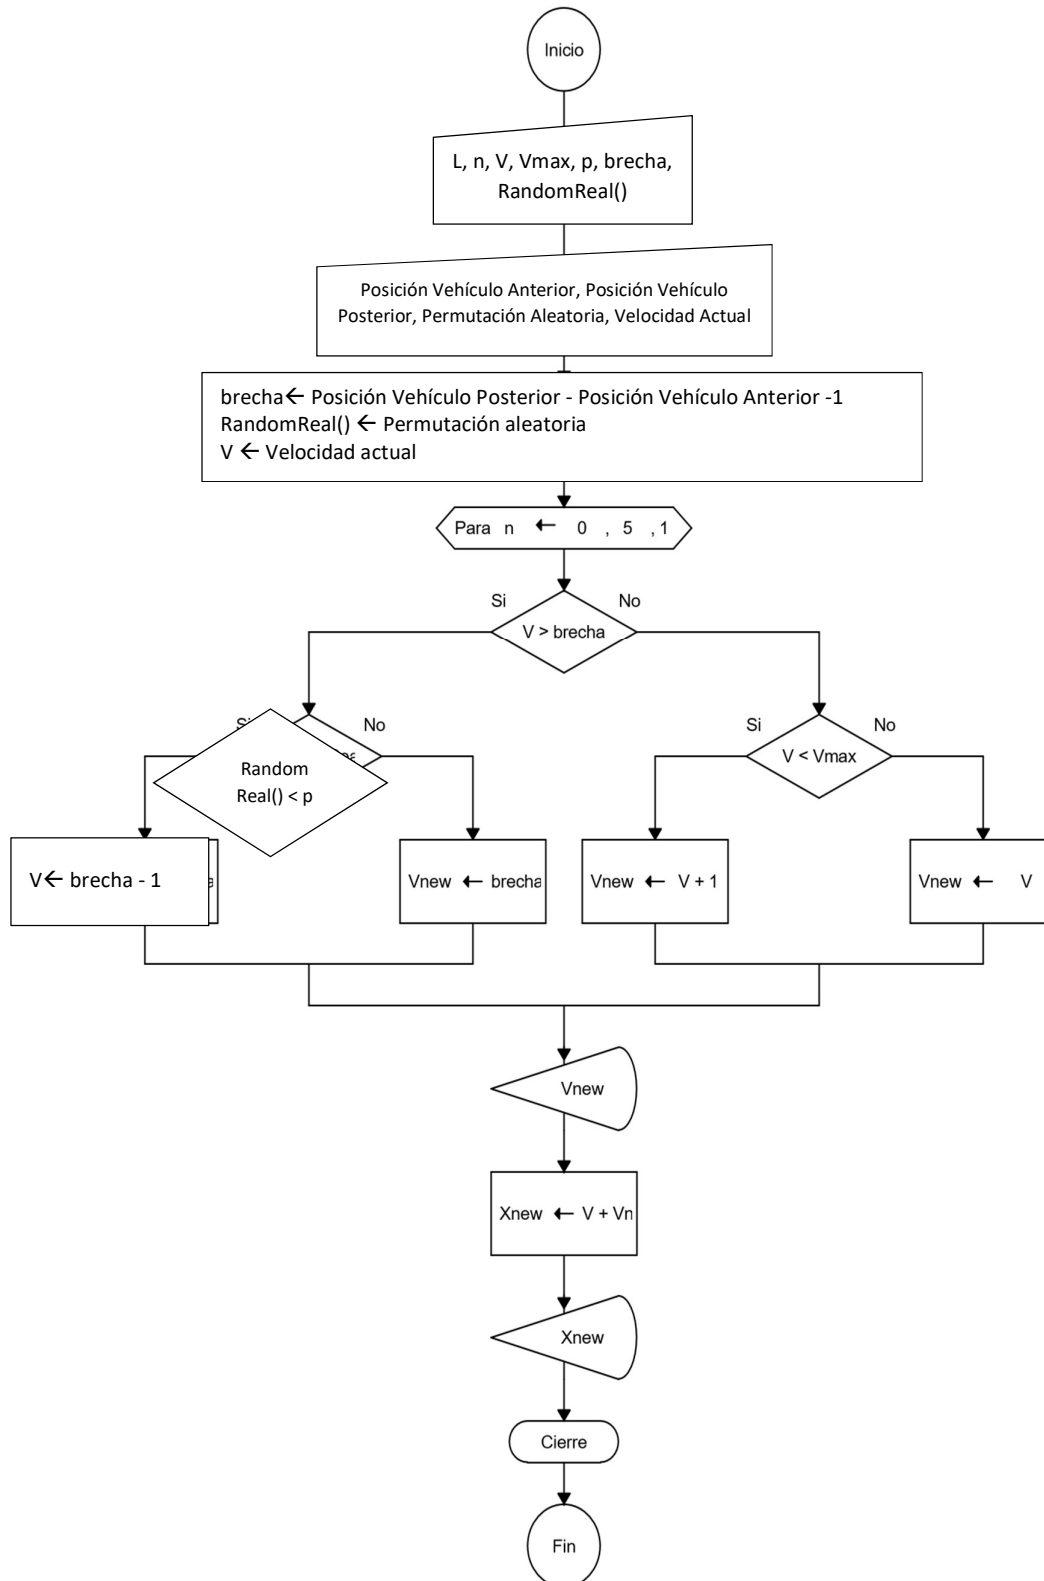 Inicio
L, n, V, Vmax, p, brecha,
RandomReal()
Posición Vehículo Anterior, Posición Vehículo
Posterior, Permutación Aleatoria, Velocidad Actual
brecha← Posición Vehículo Posterior - Posición Vehículo Anterior -1
RandomReal() ← Permutación aleatoria
V ← Velocidad actual
Para n ← 0 , 5 , 1
Si No
V > brecha
No
Random
Real() < p
Si No
V < Vmax
V← brecha - 1
Vnew ← brecha
Vnew ← V + 1
Vnew ← V
Vnew
Xnew ← V + Vn
Xnew
Cierre
Fin